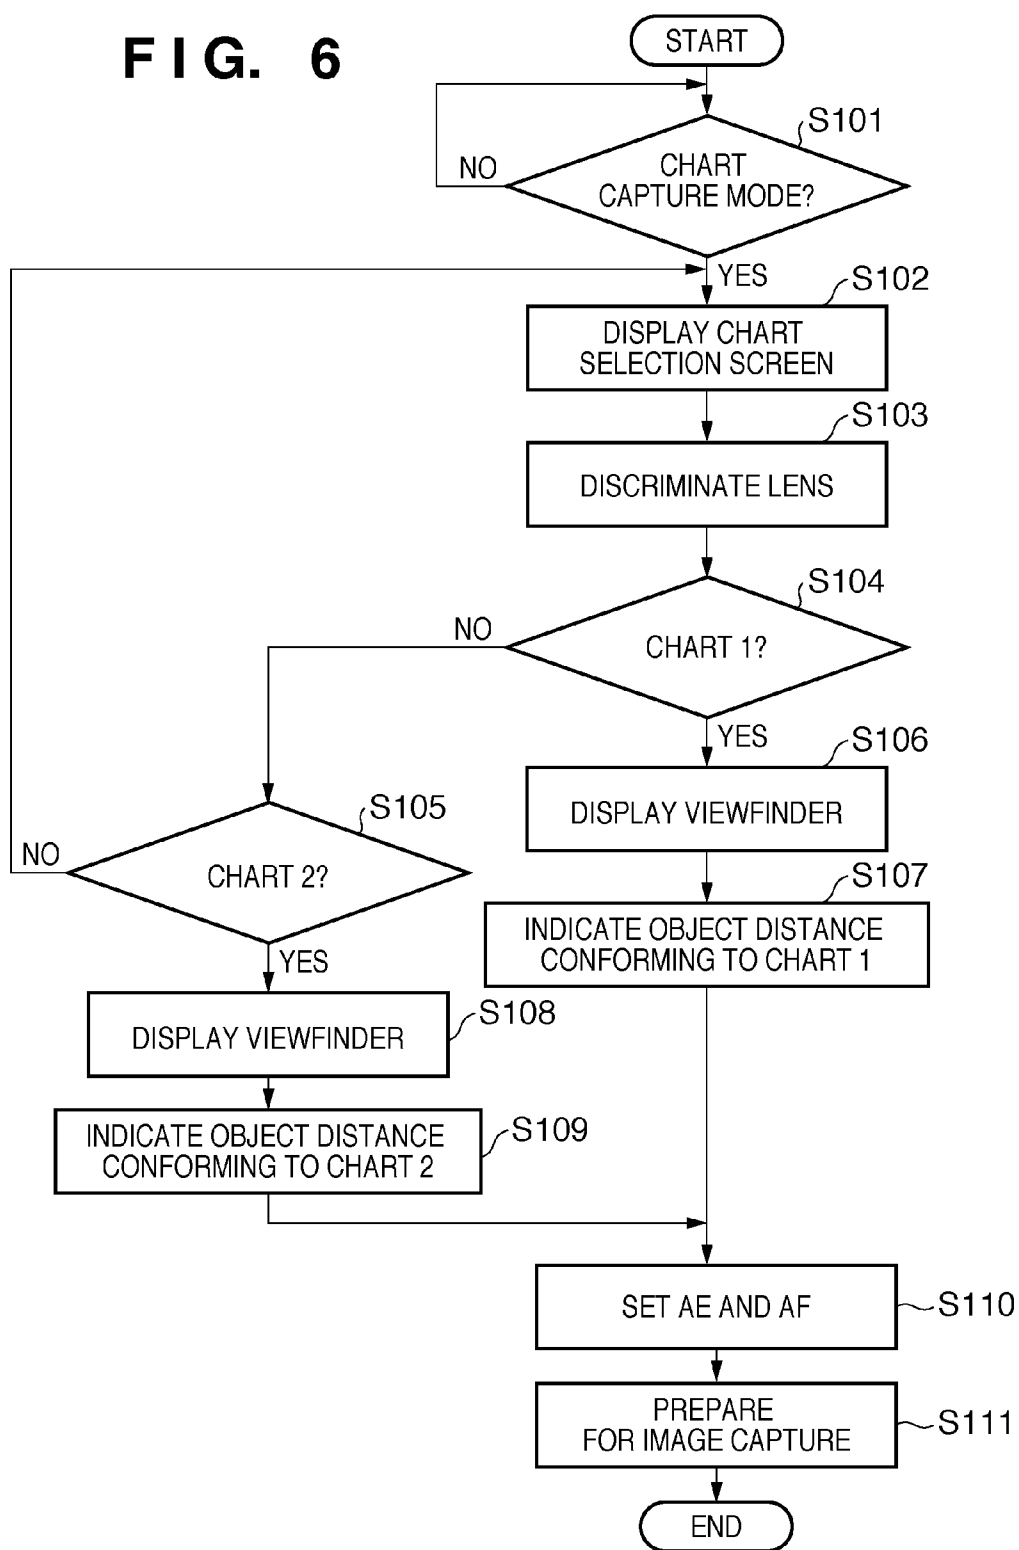 FIG. 6
START
S101
CHART
CAPTURE MODE?
NO
YES
S102
DISPLAY CHART
SELECTION SCREEN
S103
DISCRIMINATE LENS
S104
CHART 1?
NO
YES
S106
DISPLAY VIEWFINDER
S105
CHART 2?
NO
YES
S107
INDICATE OBJECT DISTANCE
CONFORMING TO CHART 1
S108
DISPLAY VIEWFINDER
S109
INDICATE OBJECT DISTANCE
CONFORMING TO CHART 2
SET AE AND AF
S110
PREPARE
FOR IMAGE CAPTURE
S111
END